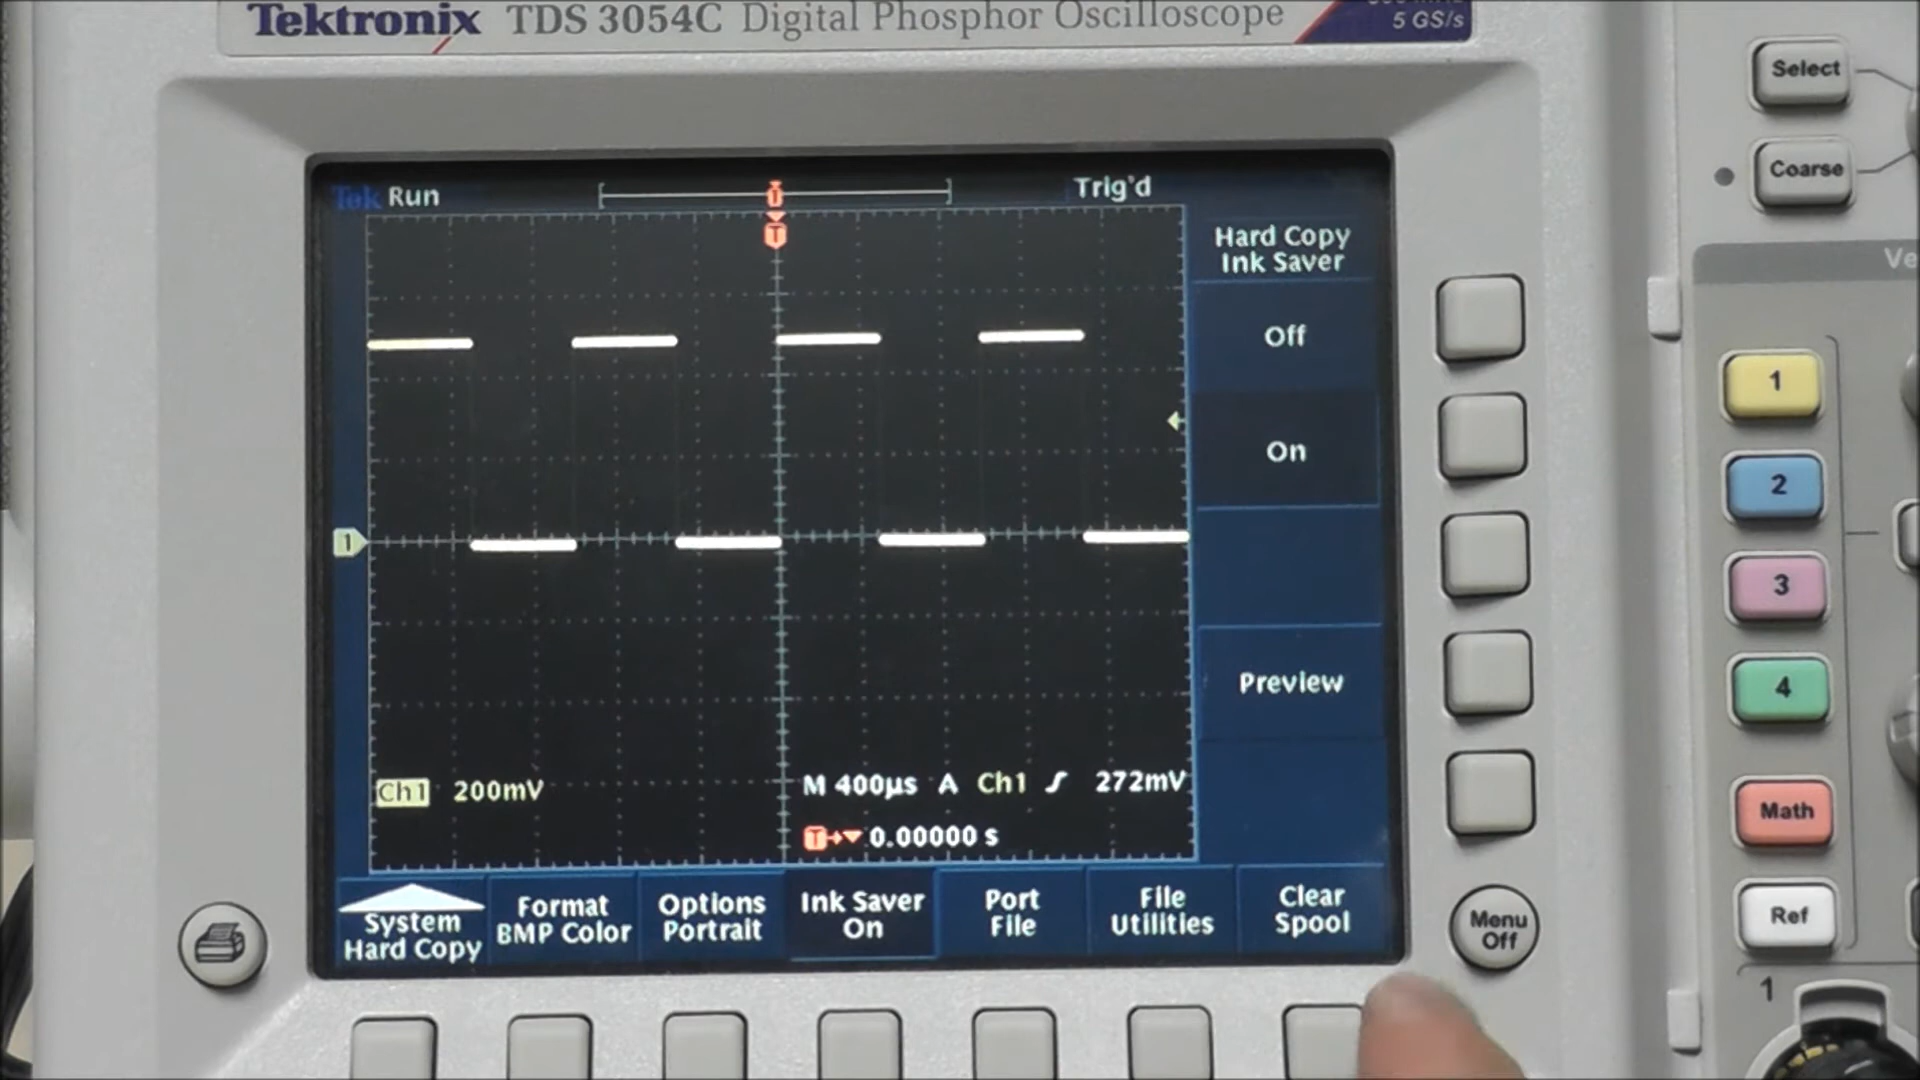 Tektronix TDS 3054C Digital Phosphor Oscilloscope
5 GS/s
Select
Coarse
Tek Run
Trig'd
T
T
Hard Copy
Ink Saver
Off
On
Preview
1
Ch1 200mV
M 400µs A Ch1 272mV
T 0.00000 s
System
Hard Copy
Format
BMP Color
Options
Portrait
Ink Saver
On
Port
File
File
Utilities
Clear
Spool
Menu
Off
1
2
3
4
Math
Ref
1